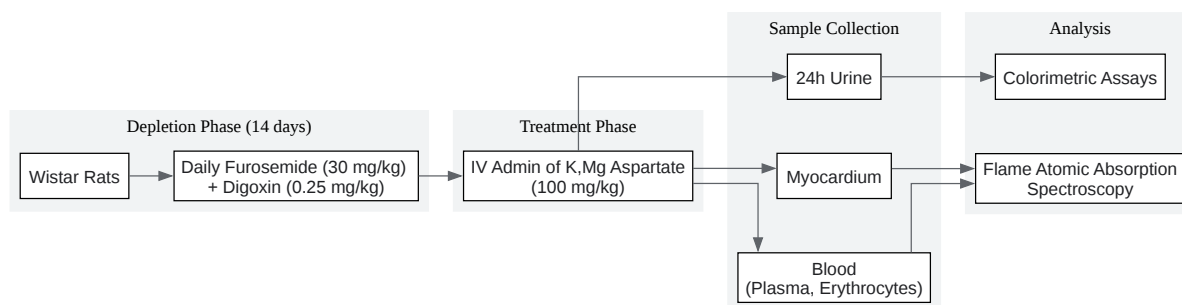 Depletion Phase (14 days)
Wistar Rats
Daily Furosemide (30 mg/kg)
+ Digoxin (0.25 mg/kg)
Treatment Phase
IV Admin of K,Mg Aspartate
(100 mg/kg)
Sample Collection
24h Urine
Myocardium
Blood
(Plasma, Erythrocytes)
Analysis
Colorimetric Assays
Flame Atomic Absorption
Spectroscopy